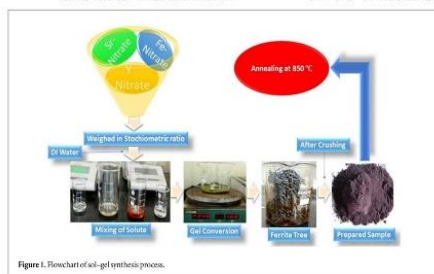 Sr-
Nitrate
Fe-
Nitrate
Y
Nitrate
Annealing at 850 °C
Weighed in Stochiometric ratio
After Crushing
DI Water
Mixing of Solute
Gel Conversion
Ferrite Tree
Prepared Sample
Figure 1. Flowchart of sol–gel synthesis process.